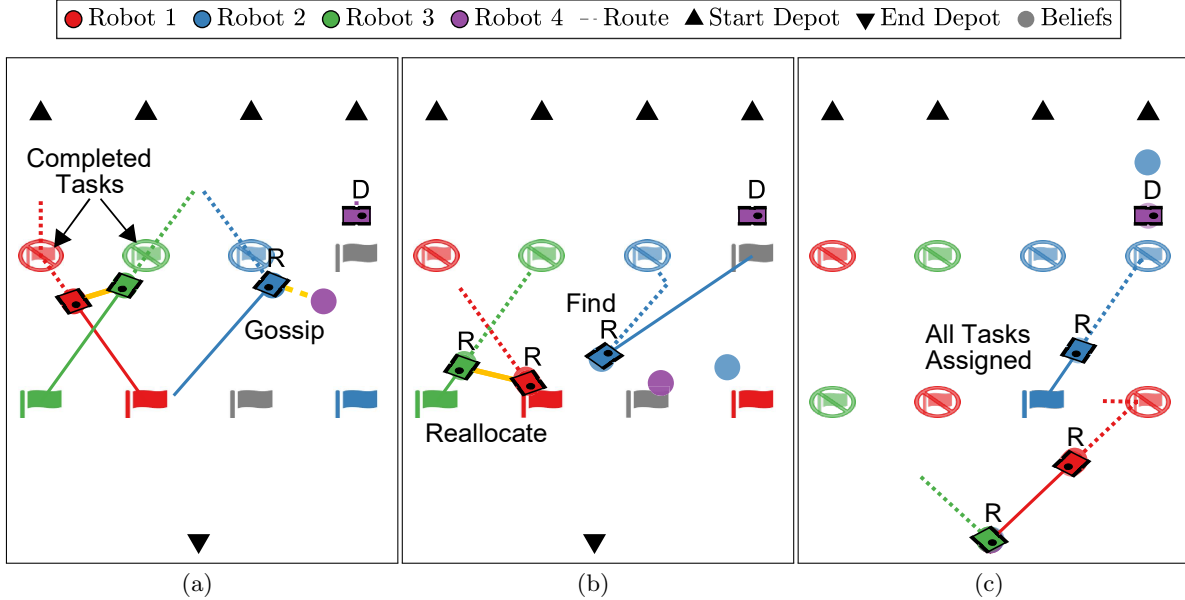 Robot 1 Robot 2 Robot 3 Robot 4 Route Start Depot End Depot Beliefs
Completed
Tasks
D
R
Gossip
(a)
D
Find
R
R
R
Reallocate
(b)
D
R
All Tasks
Assigned
R
R
(c)